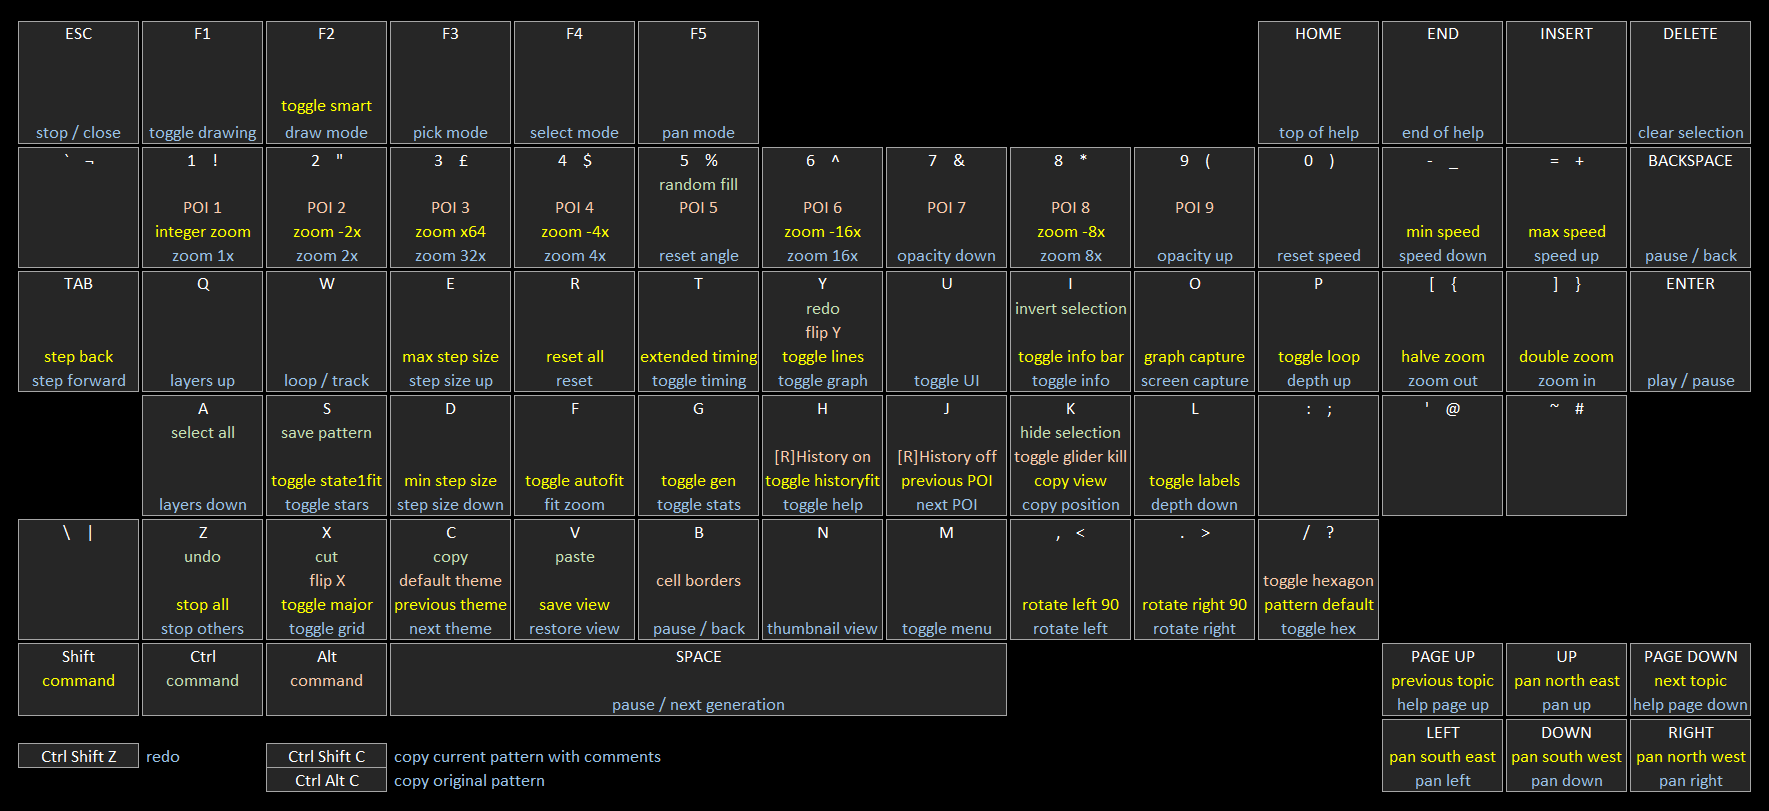 ESC F1 F2 F3 F4 F5 HOME END INSERT DELETE
toggle smart
stop / close toggle drawing draw mode pick mode select mode pan mode top of help end of help clear selection
` ¬ 1 ! 2 " 3 £ 4 $ 5 % 6 ^ 7 & 8 * 9 ( 0 ) - _ = + BACKSPACE
random fill
POI 1 POI 2 POI 3 POI 4 POI 5 POI 6 POI 7 POI 8 POI 9
integer zoom zoom -2x zoom x64 zoom -4x zoom -16x zoom -8x min speed max speed
zoom 1x zoom 2x zoom 32x zoom 4x reset angle zoom 16x opacity down zoom 8x opacity up reset speed speed down speed up pause / back
TAB Q W E R T Y U I O P [ { ] } ENTER
redo invert selection
flip Y
step back max step size reset all extended timing toggle lines toggle info bar graph capture toggle loop halve zoom double zoom
step forward layers up loop / track step size up reset toggle timing toggle graph toggle UI toggle info screen capture depth up zoom out zoom in play / pause
A S D F G H J K L : ; ' @ ~ #
select all save pattern hide selection
[R]History on [R]History off toggle glider kill
toggle state1fit min step size toggle autofit toggle gen toggle historyfit previous POI copy view toggle labels
layers down toggle stars step size down fit zoom toggle stats toggle help next POI copy position depth down
\ | Z X C V B N M , < . > / ?
undo cut copy paste
flip X default theme cell borders toggle hexagon
stop all toggle major previous theme save view rotate left 90 rotate right 90 pattern default
stop others toggle grid next theme restore view pause / back thumbnail view toggle menu rotate left rotate right toggle hex
Shift Ctrl Alt SPACE PAGE UP UP PAGE DOWN
command command command previous topic pan north east next topic
pause / next generation help page up pan up help page down
LEFT DOWN RIGHT
Ctrl Shift Z redo Ctrl Shift C copy current pattern with comments pan south east pan south west pan north west
Ctrl Alt C copy original pattern pan left pan down pan right